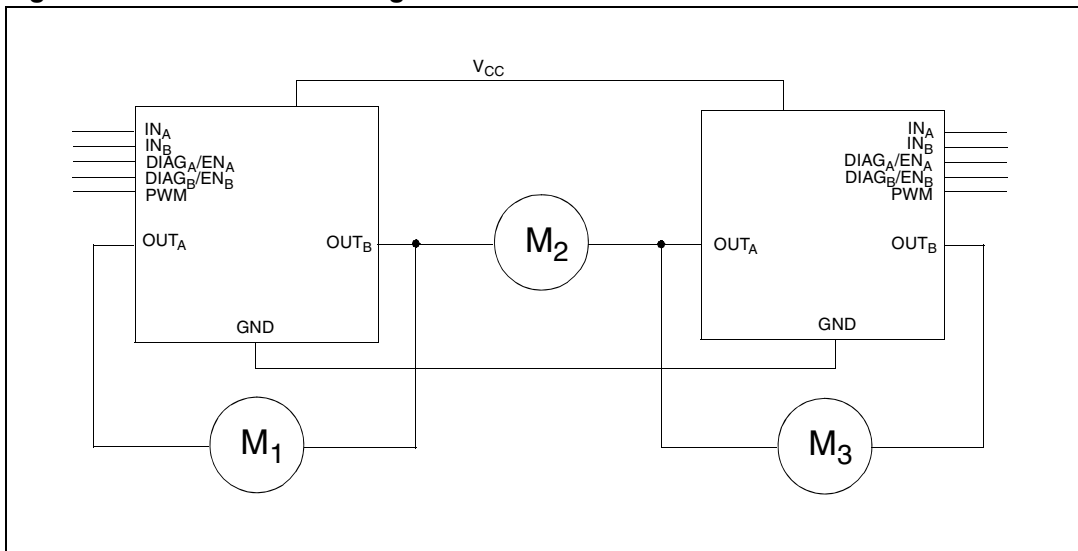 V_CC
IN_A
IN_B
DIAG_A/EN_A
DIAG_B/EN_B
PWM
OUT_A
OUT_B
GND
M_1
M_2
IN_A
IN_B
DIAG_A/EN_A
DIAG_B/EN_B
PWM
OUT_A
OUT_B
GND
M_3